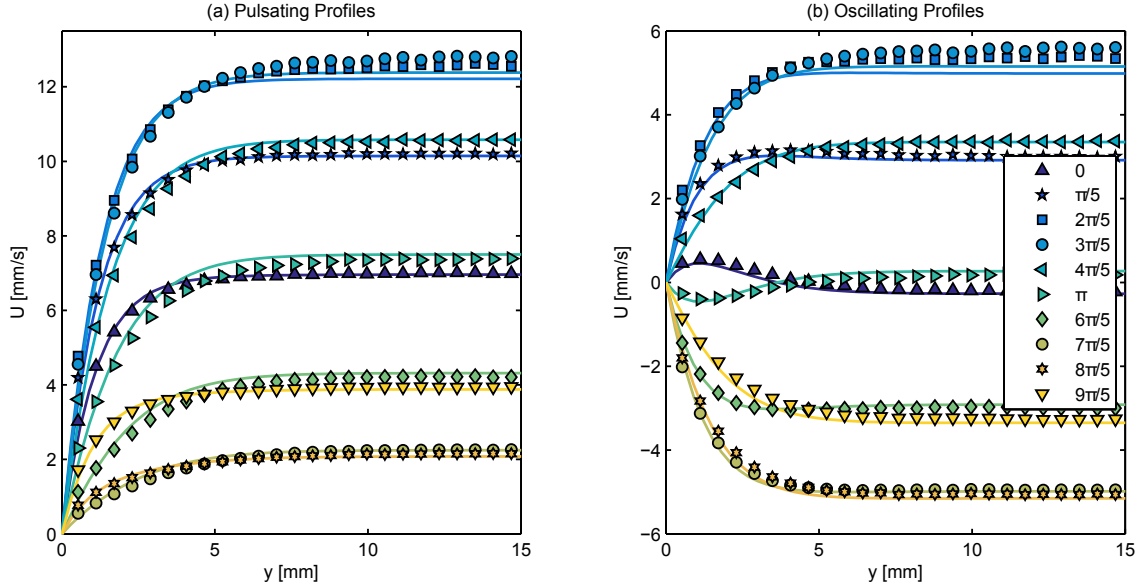 (a) Pulsating Profiles
(b) Oscillating Profiles
U [mm/s]
12
10
8
6
4
2
0
0
5
10
15
y [mm]
U [mm/s]
6
4
2
0
−2
−4
−6
0
5
10
15
y [mm]
0
π/5
2π/5
3π/5
4π/5
π
6π/5
7π/5
8π/5
9π/5